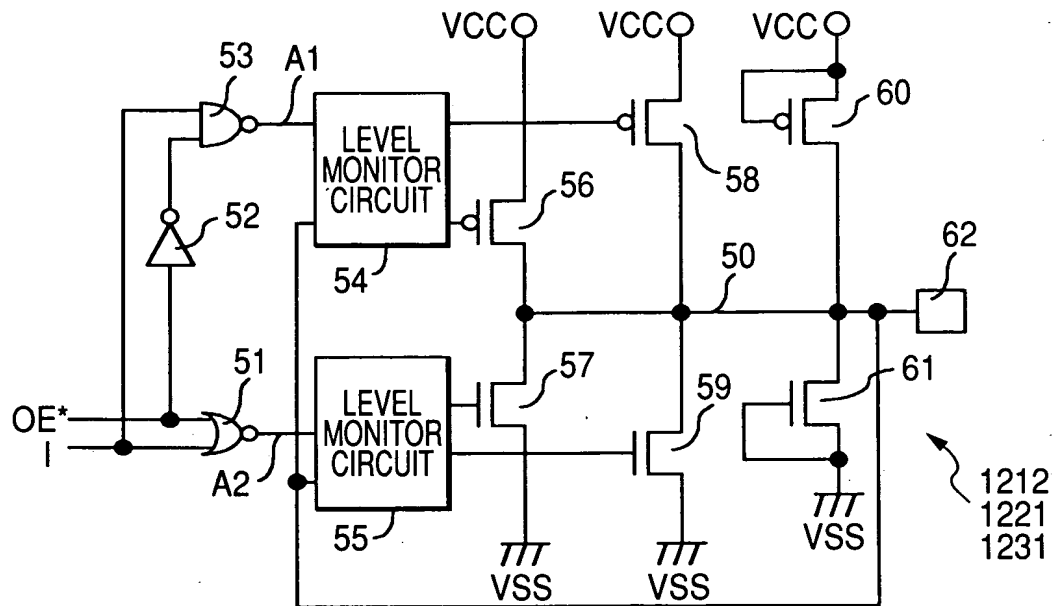 VCC
VCC
VCC
53
A1
60
LEVEL
MONITOR
CIRCUIT
58
56
52
62
54
50
51
57
61
59
OE*
LEVEL
MONITOR
CIRCUIT
I
A2
1212
1221
1231
55
VSS
VSS
VSS